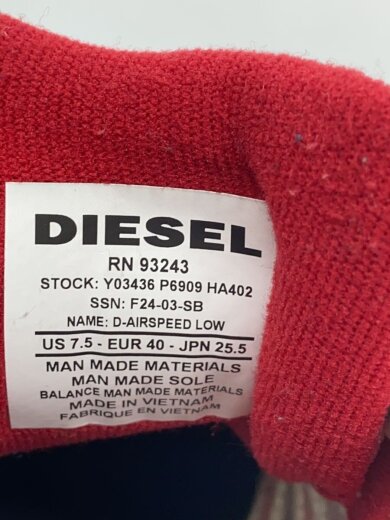 DIESEL
RN 93243
STOCK: Y03436 P6909 HA402
SSN: F24-03-SB
NAME: D-AIRSPEED LOW
US 7.5 - EUR 40 - JPN 25.5
MAN MADE MATERIALS
MAN MADE SOLE
BALANCE MAN MADE MATERIALS
MADE IN VIETNAM
FABRIQUE EN VIETNAM